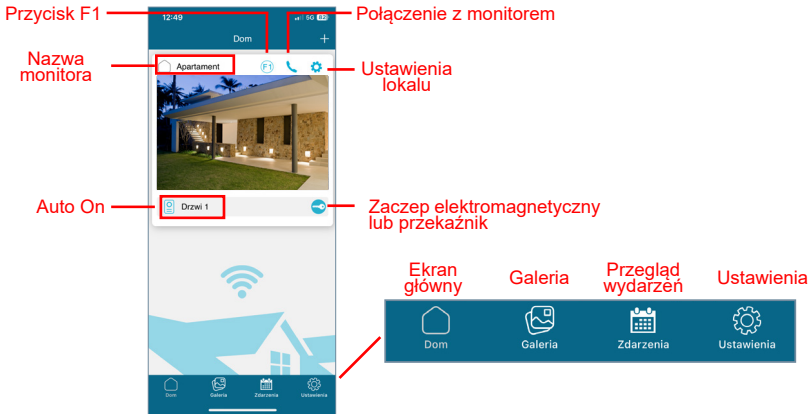 Przycisk F1
Połączenie z monitorem
12:49
5G 82
Dom
+
Nazwa
monitora
Apartament
F1
Ustawienia
lokalu
Auto On
Drzwi 1
Zaczep elektromagnetyczny
lub przekaźnik
Ekran
główny
Galeria
Przegląd
wydarzeń
Ustawienia
Dom
Galeria
Zdarzenia
Ustawienia
Dom
Galeria
Zdarzenia
Ustawienia